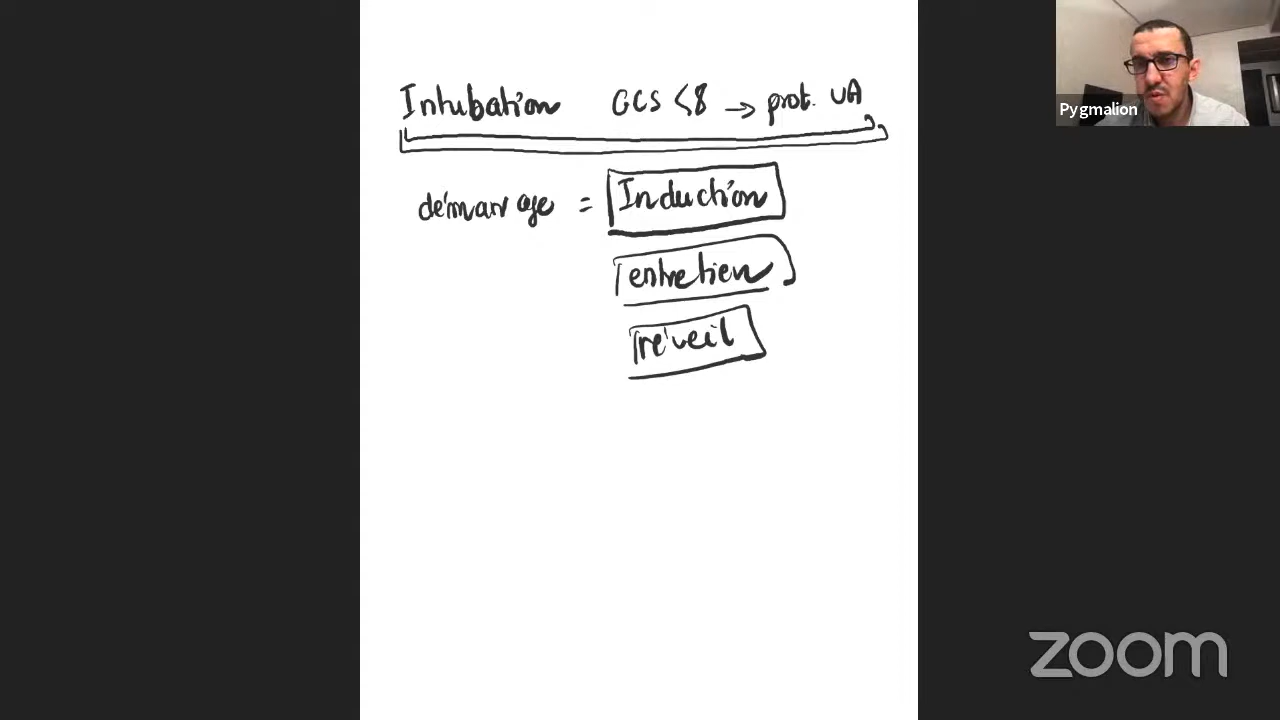 Intubation GCS <8 → prot. VA
démarrage = Induction
entretien
réveil
Pygmalion
zoom